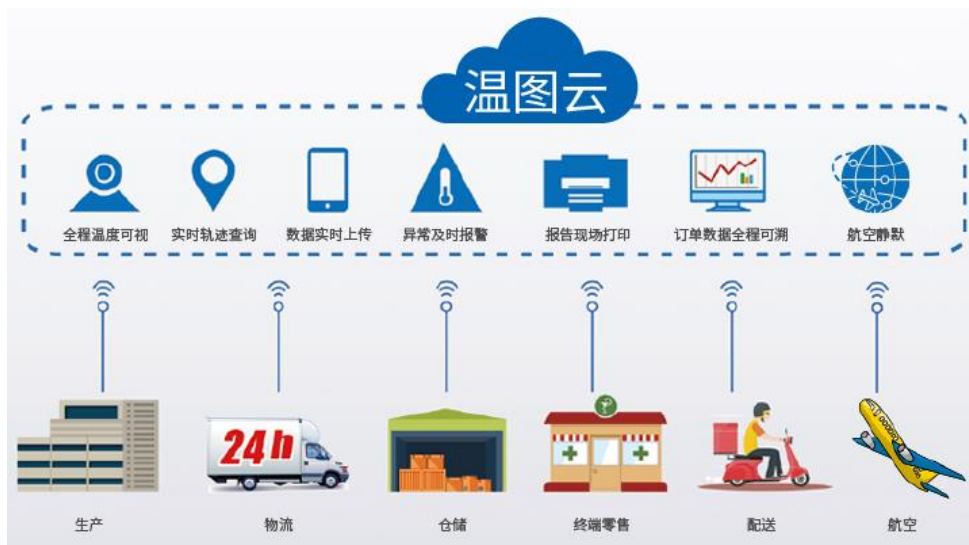 温图云
全程温度可视
实时轨迹查询
数据实时上传
异常及时报警
报告现场打印
订单数据全程可溯
航空静默
24h
生产
物流
仓储
终端零售
配送
航空